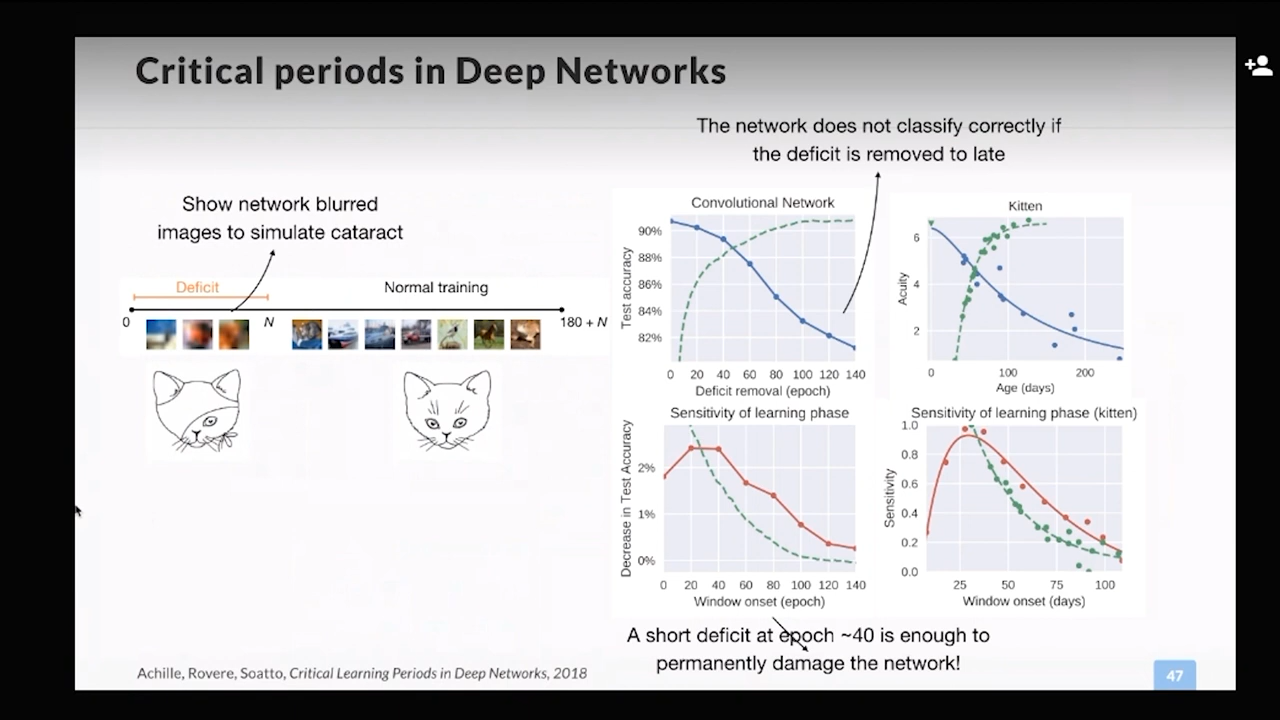 Critical periods in Deep Networks
The network does not classify correctly if
the deficit is removed to late
Show network blurred
images to simulate cataract
Deficit
Normal training
0
N
180 + N
Convolutional Network
Test accuracy
90%
88%
86%
84%
82%
0 20 40 60 80 100 120 140
Deficit removal (epoch)
Kitten
Acuity
6
4
2
0 100 200
Age (days)
Sensitivity of learning phase
Decrease in Test Accuracy
2%
1%
0%
0 20 40 60 80 100 120 140
Window onset (epoch)
Sensitivity of learning phase (kitten)
Sensitivity
1.0
0.8
0.6
0.4
0.2
0.0
25 50 75 100
Window onset (days)
A short deficit at epoch ~40 is enough to
permanently damage the network!
Achille, Rovere, Soatto, Critical Learning Periods in Deep Networks, 2018
47